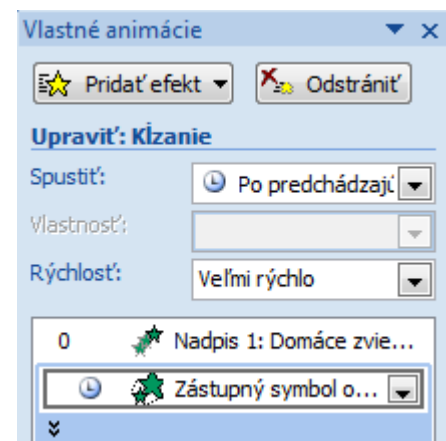 Vlastné animácie
Pridať efekt
Odstrániť
Upraviť: Kĺzanie
Spustiť:
Po predchádzajú
Vlastnosť:
Rýchlosť:
Veľmi rýchlo
0 Nadpis 1: Domáce zvie...
Zástupný symbol o...